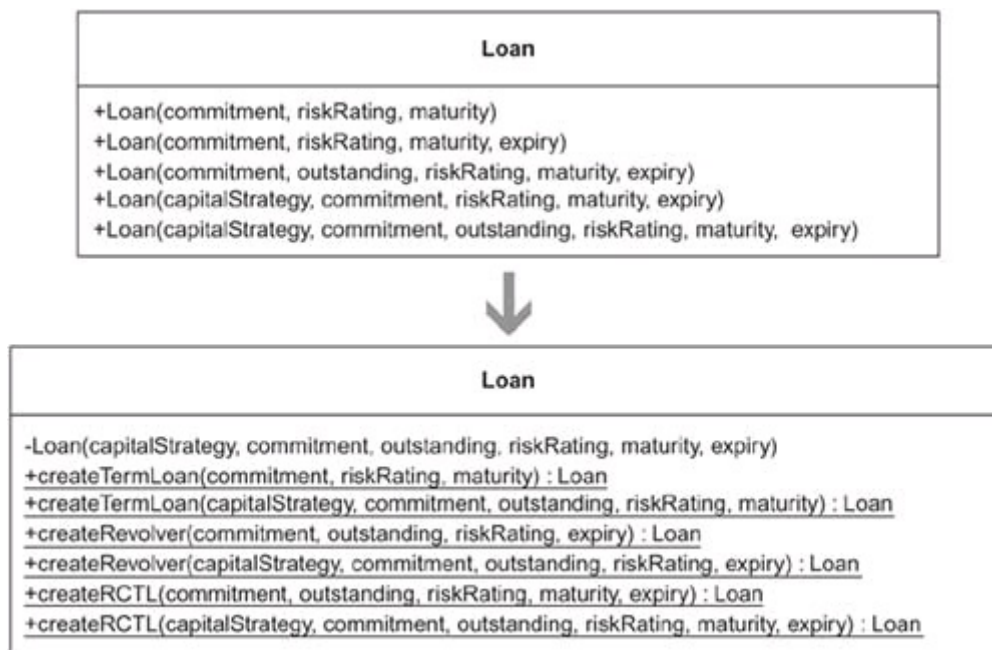 Loan
+Loan(commitment, riskRating, maturity)
+Loan(commitment, riskRating, maturity, expiry)
+Loan(commitment, outstanding, riskRating, maturity, expiry)
+Loan(capitalStrategy, commitment, riskRating, maturity, expiry)
+Loan(capitalStrategy, commitment, outstanding, riskRating, maturity, expiry)
Loan
-Loan(capitalStrategy, commitment, outstanding, riskRating, maturity, expiry)
+createTermLoan(commitment, riskRating, maturity) : Loan
+createTermLoan(capitalStrategy, commitment, outstanding, riskRating, maturity) : Loan
+createRevolver(commitment, outstanding, riskRating, expiry) : Loan
+createRevolver(capitalStrategy, commitment, outstanding, riskRating, expiry) : Loan
+createRCTL(commitment, outstanding, riskRating, maturity, expiry) : Loan
+createRCTL(capitalStrategy, commitment, outstanding, riskRating, maturity, expiry) : Loan